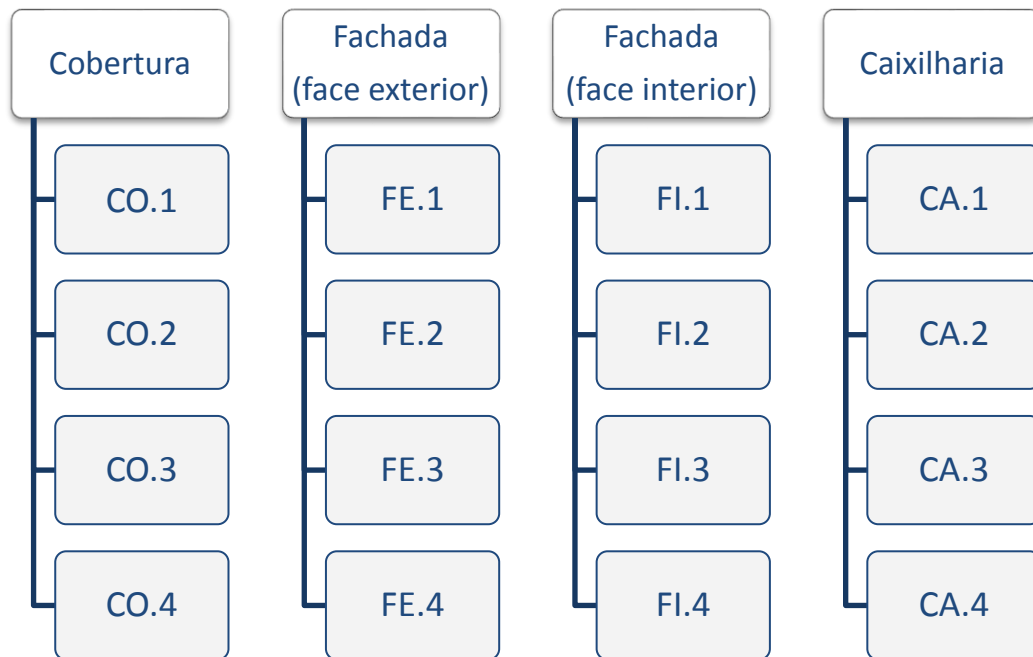 Cobertura
CO.1
CO.2
CO.3
CO.4
Fachada
(face exterior)
FE.1
FE.2
FE.3
FE.4
Fachada
(face interior)
FI.1
FI.2
FI.3
FI.4
Caixilharia
CA.1
CA.2
CA.3
CA.4